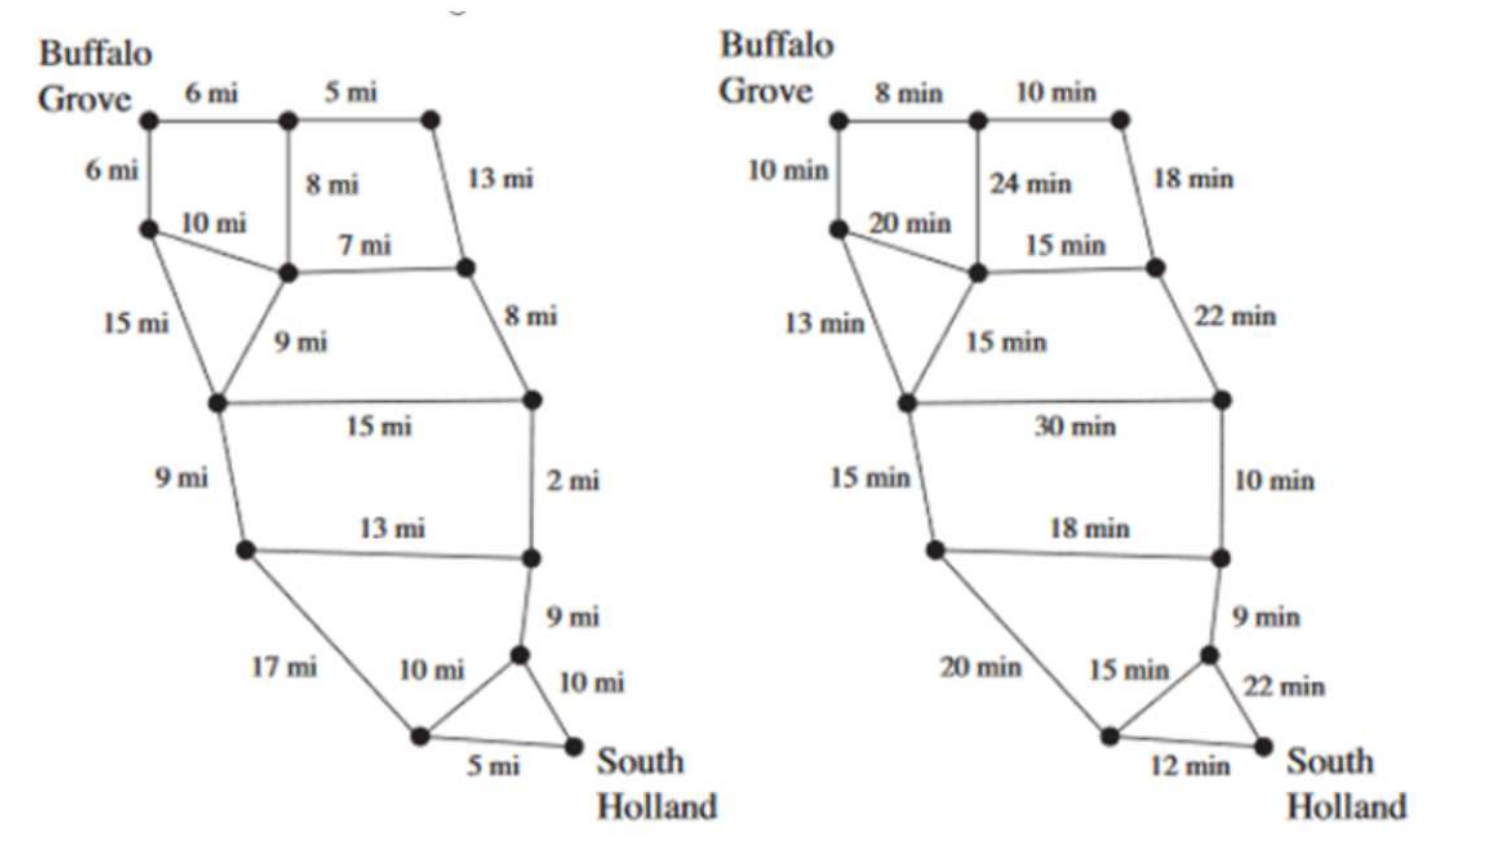 Buffalo
Grove
6 mi
5 mi
6 mi
8 mi
13 mi
10 mi
7 mi
15 mi
9 mi
8 mi
15 mi
9 mi
2 mi
13 mi
9 mi
17 mi
10 mi
10 mi
5 mi
South
Holland
Buffalo
Grove
8 min
10 min
10 min
24 min
18 min
20 min
15 min
13 min
15 min
22 min
30 min
15 min
10 min
18 min
9 min
20 min
15 min
22 min
12 min
South
Holland